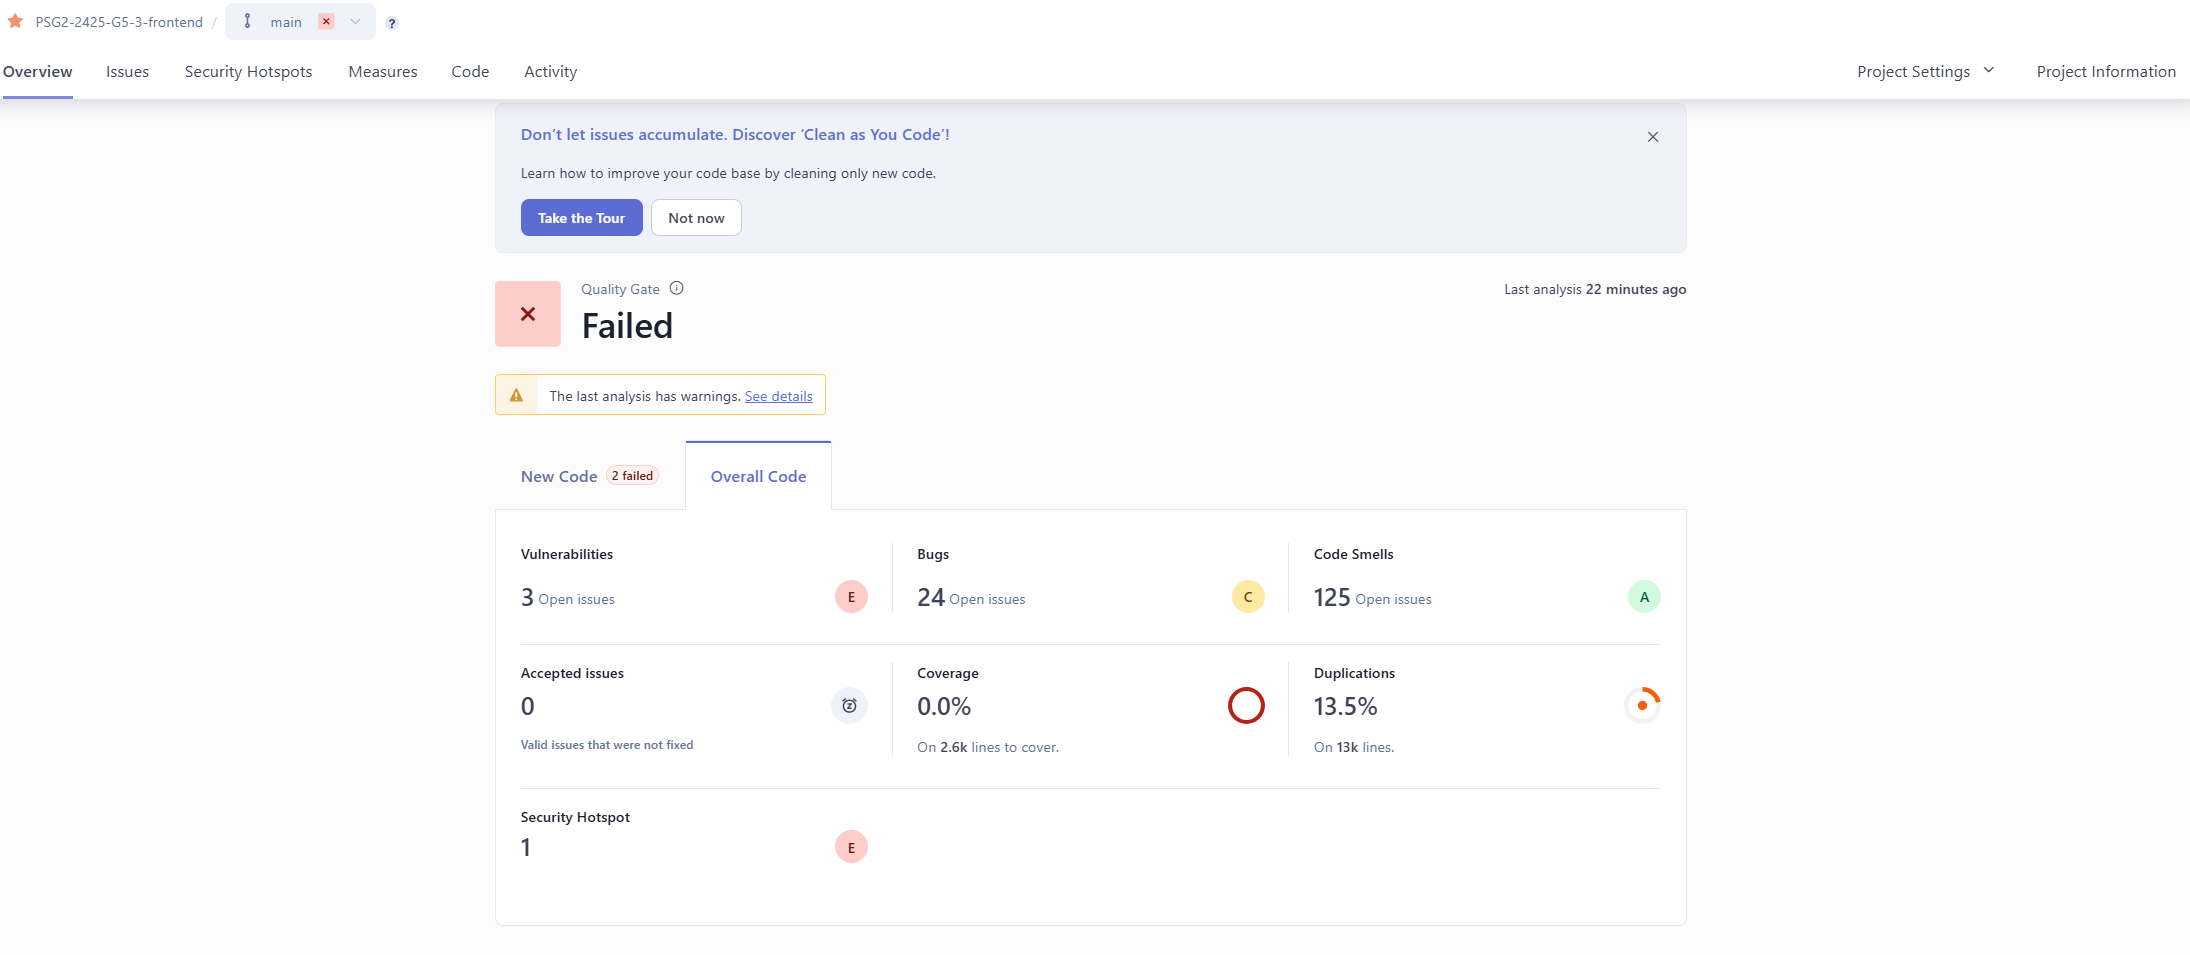 PSG2-2425-G5-3-frontend / main ?
Overview Issues Security Hotspots Measures Code Activity Project Settings Project Information
Don't let issues accumulate. Discover 'Clean as You Code'!
Learn how to improve your code base by cleaning only new code.
Take the Tour Not now
Quality Gate
Failed
Last analysis 22 minutes ago
The last analysis has warnings. See details
New Code 2 failed Overall Code
Vulnerabilities
3 Open issues E
Bugs
24 Open issues C
Code Smells
125 Open issues A
Accepted issues
0
Valid issues that were not fixed
Coverage
0.0%
On 2.6k lines to cover.
Duplications
13.5%
On 13k lines.
Security Hotspot
1 E